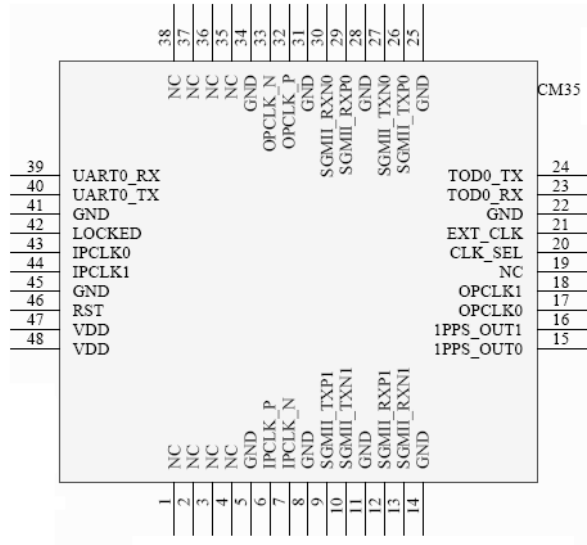 38 37 36 35 34 33 32 31 30 29 28 27 26 25
NC NC NC NC GND OPCLK_N OPCLK_P GND SGMII_RXN0 SGMII_RXP0 GND SGMII_TXN0 SGMII_TXP0 GND
CM35
39 UART0_RX
40 UART0_TX
41 GND
42 LOCKED
43 IPCLK0
44 IPCLK1
45 GND
46 RST
47 VDD
48 VDD
TOD0_TX 24
TOD0_RX 23
GND 22
EXT_CLK 21
CLK_SEL 20
NC 19
OPCLK1 18
OPCLK0 17
1PPS_OUT1 16
1PPS_OUT0 15
NC NC NC NC GND IPCLK_P IPCLK_N GND SGMII_TXP1 SGMII_TXN1 GND SGMII_RXP1 SGMII_RXN1 GND
1 2 3 4 5 6 7 8 9 10 11 12 13 14